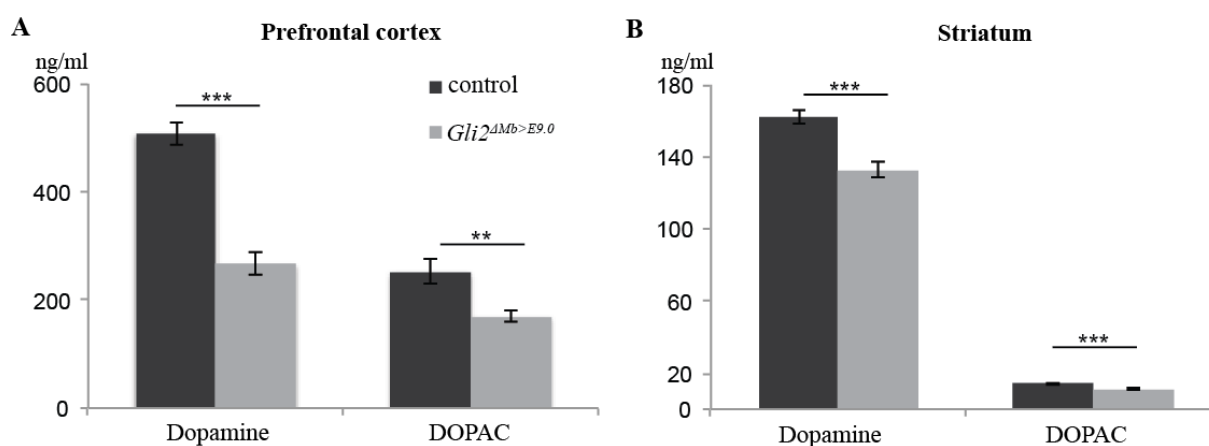 A
Prefrontal cortex
ng/ml
600
400
200
0
***
**
control
Gli2ΔMb>E9.0
Dopamine
DOPAC
B
Striatum
ng/ml
180
140
100
60
20
0
***
***
Dopamine
DOPAC